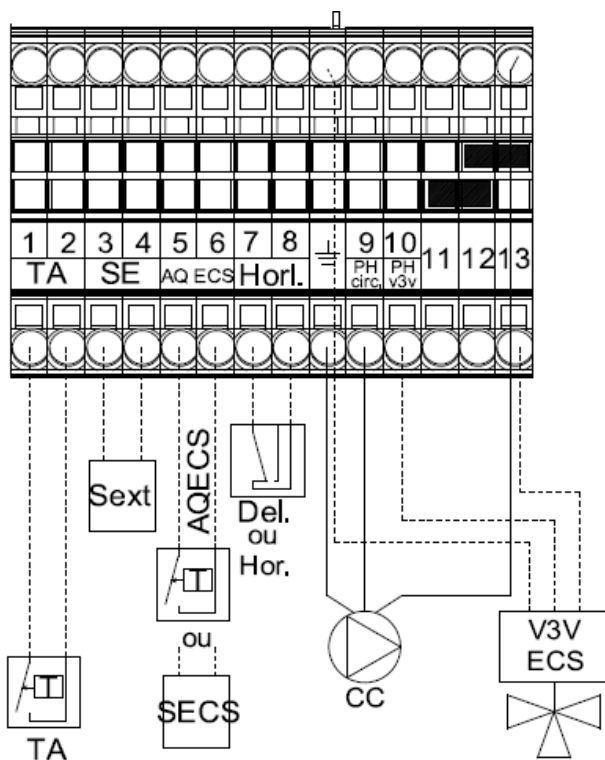 1 2 3 4 5 6 7 8 9 10 11 12 13
TA SE AQ ECS Horl. PH circ. PH v3v
Sext
AQECS
Del.
ou
Hor.
T
ou
SECS
CC
V3V
ECS
T
TA